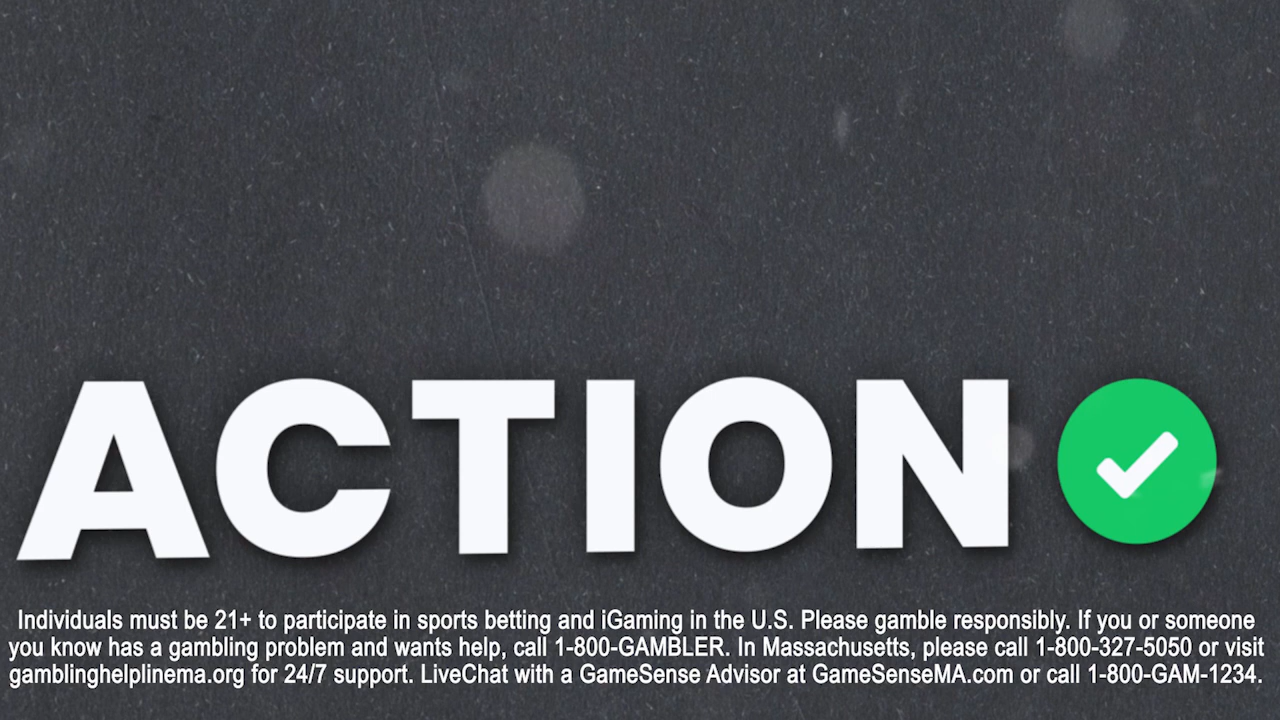 ACTION
Individuals must be 21+ to participate in sports betting and iGaming in the U.S. Please gamble responsibly. If you or someone
you know has a gambling problem and wants help, call 1-800-GAMBLER. In Massachusetts, please call 1-800-327-5050 or visit
gamblinghelplinema.org for 24/7 support. LiveChat with a GameSense Advisor at GameSenseMA.com or call 1-800-GAM-1234.